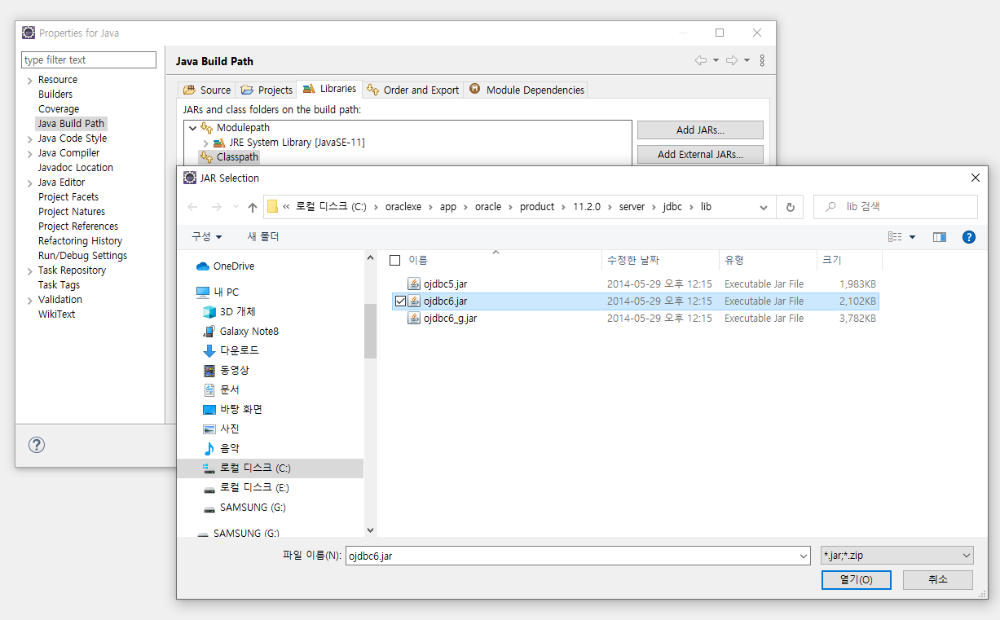 Properties for Java
type filter text
Resource
Builders
Coverage
Java Build Path
Java Code Style
Java Compiler
Javadoc Location
Java Editor
Project Facets
Project Natures
Project References
Refactoring History
Run/Debug Settings
Task Repository
Task Tags
Validation
WikiText
Java Build Path
Source Projects Libraries Order and Export Module Dependencies
JARs and class folders on the build path:
Modulepath
JRE System Library [JavaSE-11]
Classpath
Add JARs...
Add External JARs...
JAR Selection
« 로컬 디스크 (C:) › oraclexe › app › oracle › product › 11.2.0 › server › jdbc › lib
lib 검색
구성 새 폴더
OneDrive
내 PC
3D 개체
Galaxy Note8
다운로드
동영상
문서
바탕 화면
사진
음악
로컬 디스크 (C:)
로컬 디스크 (E:)
SAMSUNG (G:)
SAMSUNG (G:)
이름 수정한 날짜 유형 크기
ojdbc5.jar 2014-05-29 오후 12:15 Executable Jar File 1,983KB
ojdbc6.jar 2014-05-29 오후 12:15 Executable Jar File 2,102KB
ojdbc6_g.jar 2014-05-29 오후 12:15 Executable Jar File 3,782KB
파일 이름(N): ojdbc6.jar *.jar;*.zip
열기(O) 취소